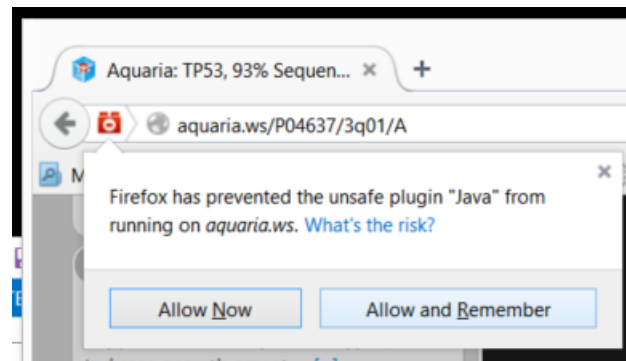 Aquaria: TP53, 93% Sequen... × +
aquaria.ws/P04637/3q01/A
M
Firefox has prevented the unsafe plugin "Java" from
running on aquaria.ws. What's the risk?
Allow Now Allow and Remember